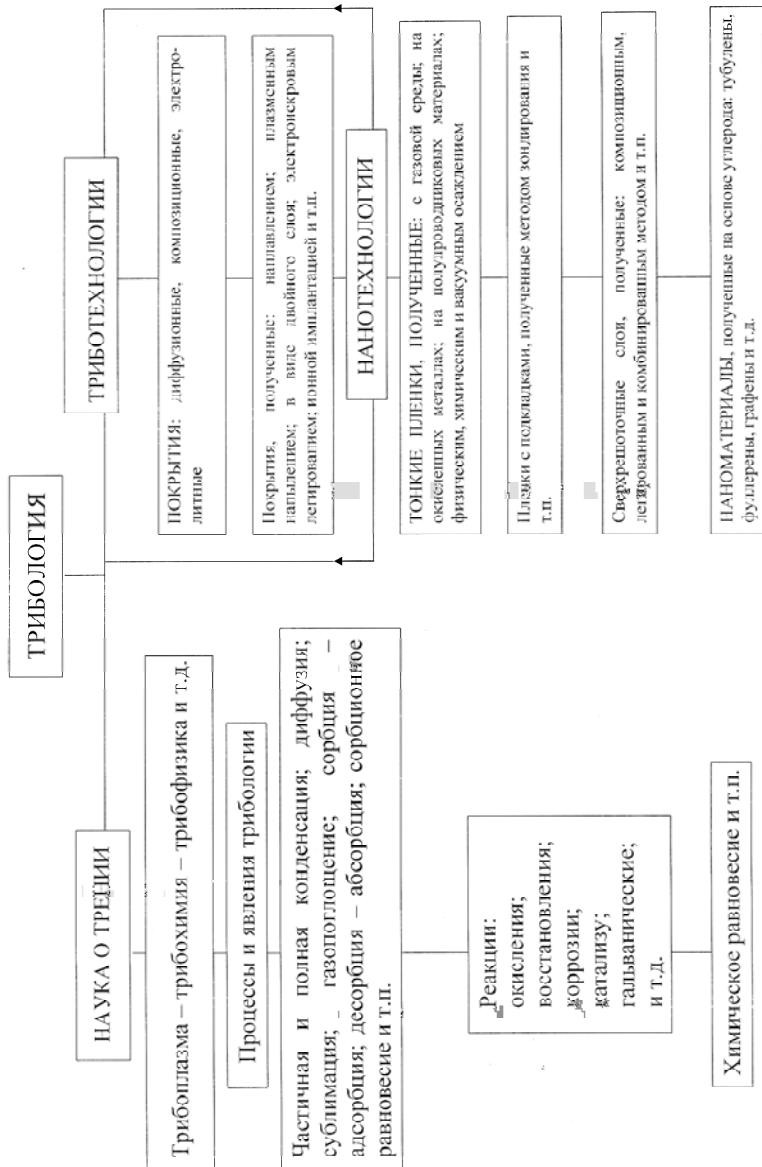 ТРИБОЛОГИЯ
НАУКА О ТРЕНИИ
Трибоплазма – трибохимия – трибофизика и т.д.
Процессы и явления трибологии
Частичная и полная конденсация; диффузия;
сублимация; газопоглощение; сорбция –
адсорбция; десорбция – абсорбция; сорбционное
равновесие и т.п.
Реакции:
окисления;
восстановления;
коррозии;
катализу;
гальванические;
и т.д.
Химическое равновесие и т.п.
ТРИБОТЕХНОЛОГИИ
ПОКРЫТИЯ: диффузионные, композиционные, электро-
литные
Покрытия, полученные: наплавлением; плазменным
напылением; в виде двойного слоя; электроискровым
легированием; ионной имплантацией и т.п.
НАНОТЕХНОЛОГИИ
ТОНКИЕ ПЛЕНКИ, ПОЛУЧЕННЫЕ: с газовой среды; на
окисленных металлах; на полупроводниковых материалах;
физическим, химическим и вакуумным осаждением
Пленки с подкладками, полученные методом зондирования и
т.п.
Сверхрешоточные слои, полученные: композиционным,
легированным и комбинированным методом и т.п.
НАНОМАТЕРИАЛЫ, полученные на основе углерода: тубулены,
фуллерены, графены и т.д.